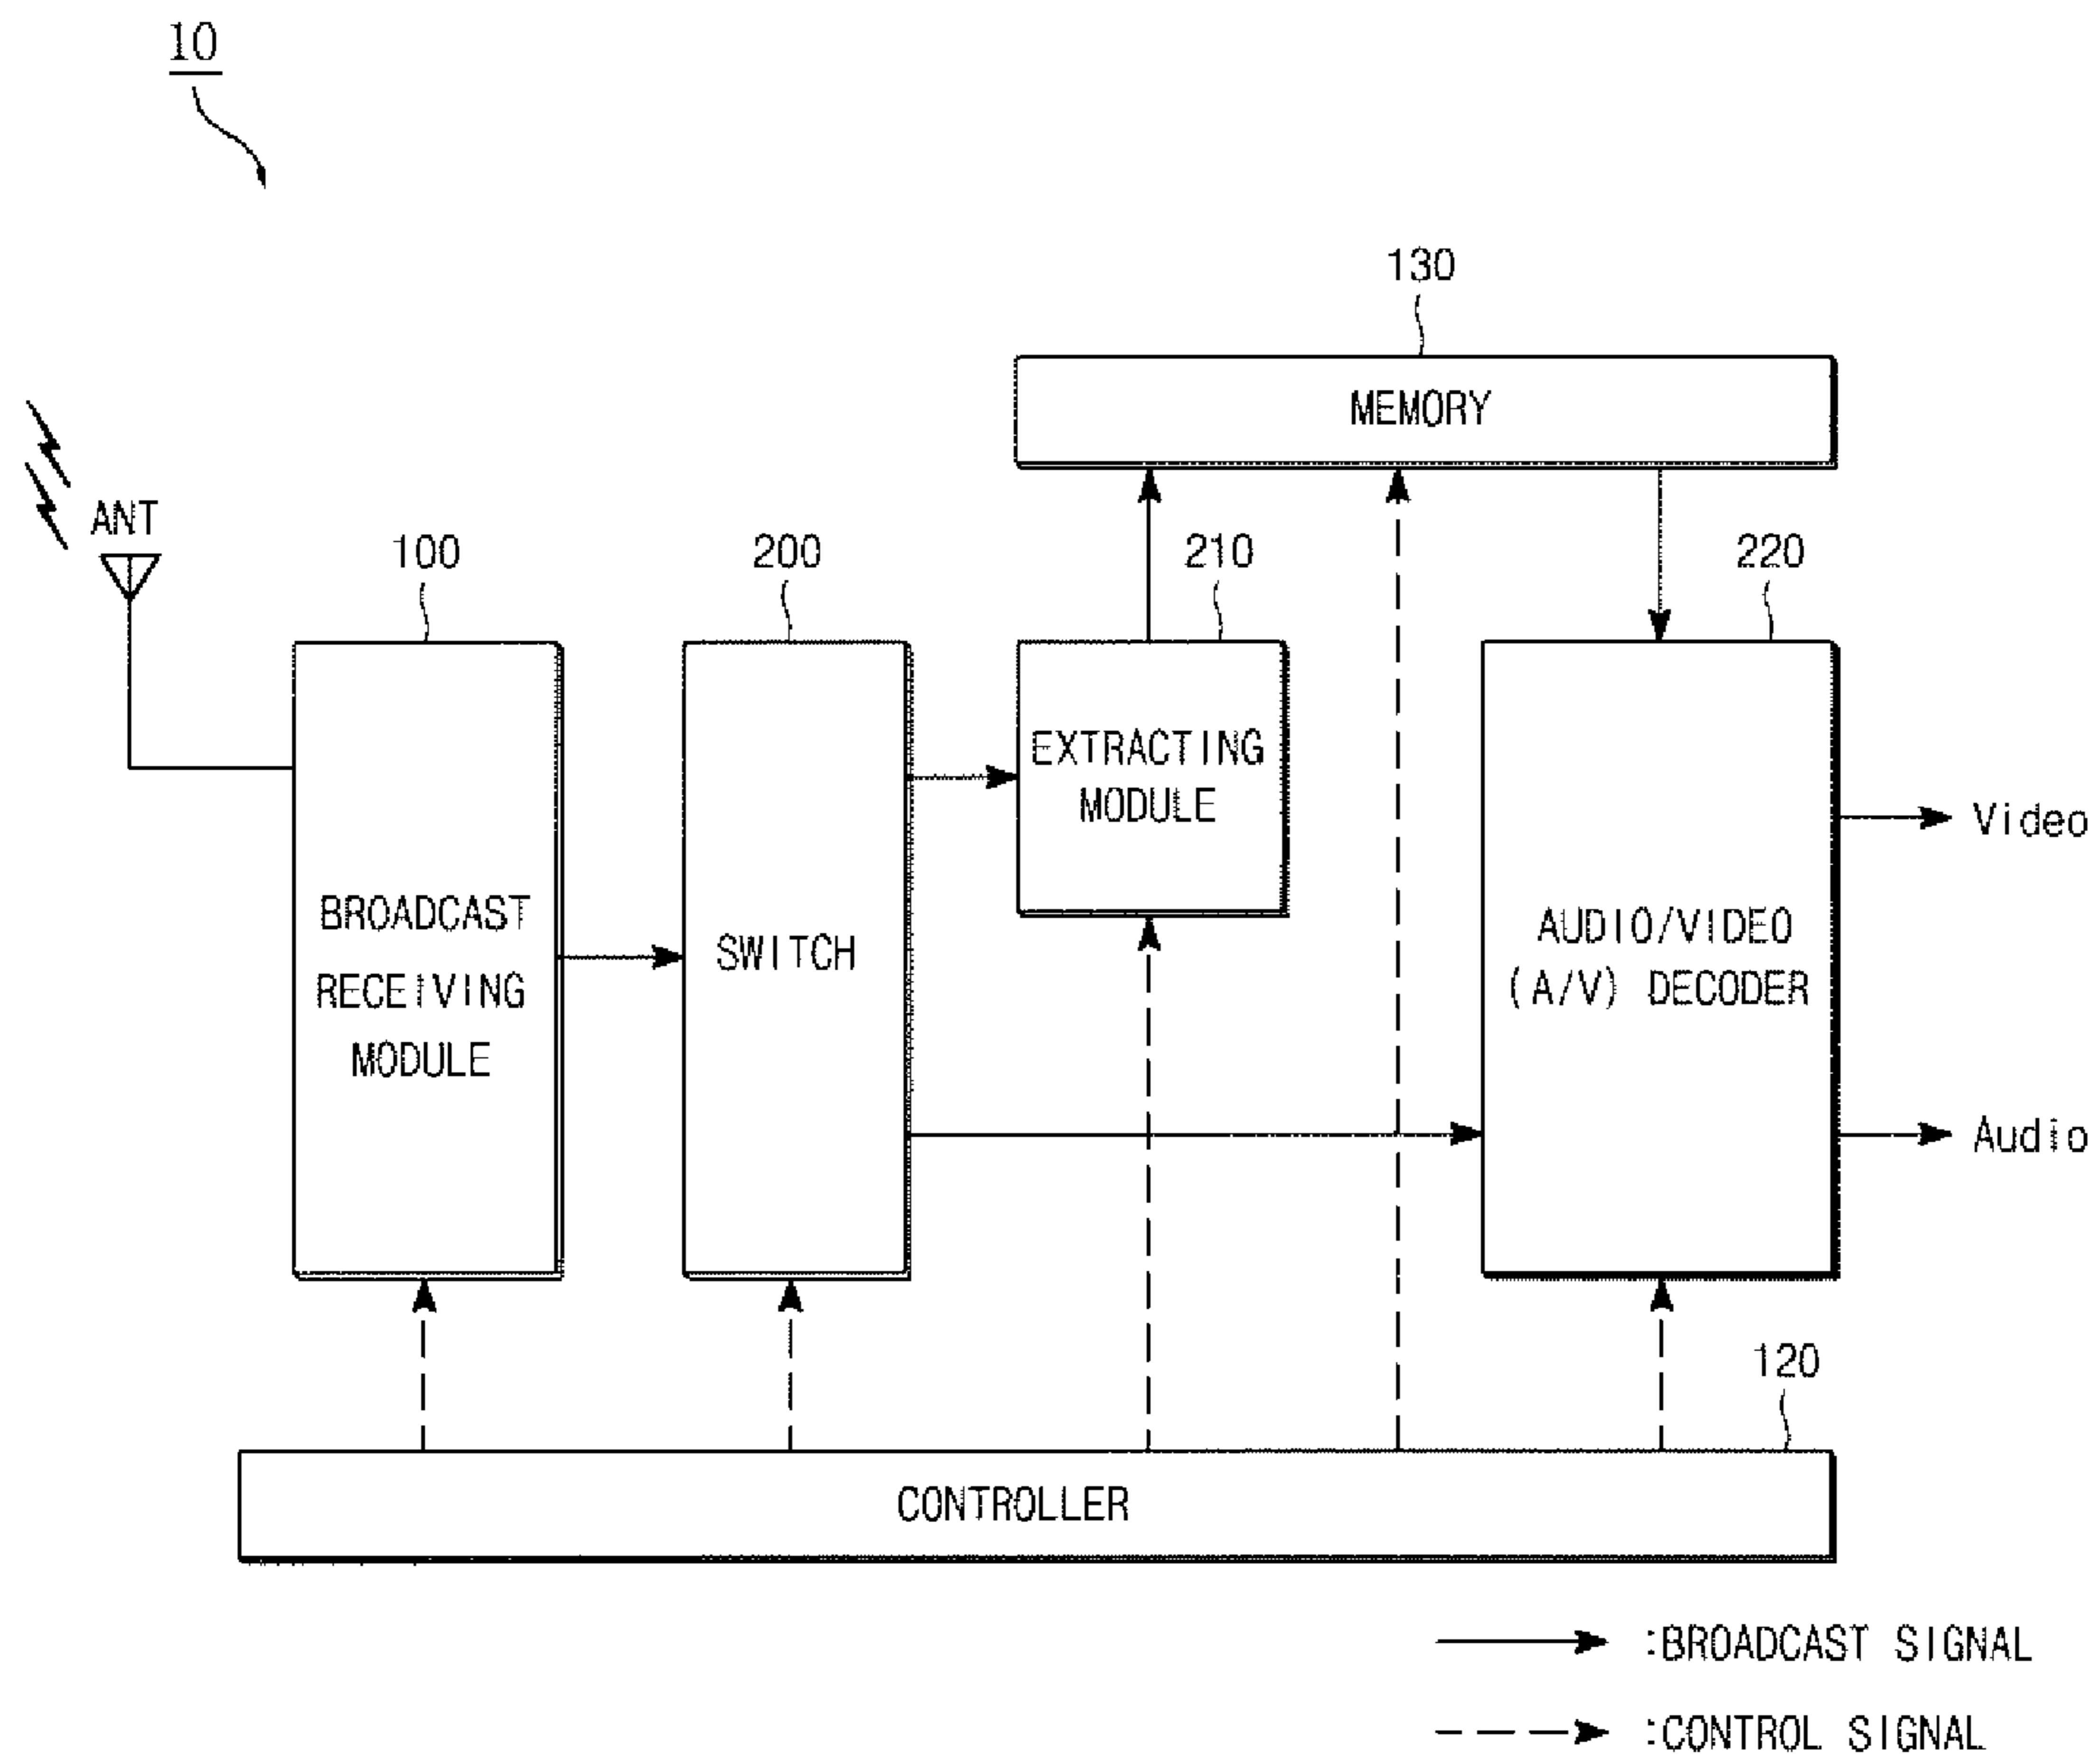 10
130
MEMORY
ANT
100
200
210
220
EXTRACTING
MODULE
Video
BROADCAST
RECEIVING
MODULE
SWITCH
AUDIO/VIDEO
(A/V) DECODER
Audio
120
CONTROLLER
:BROADCAST SIGNAL
:CONTROL SIGNAL